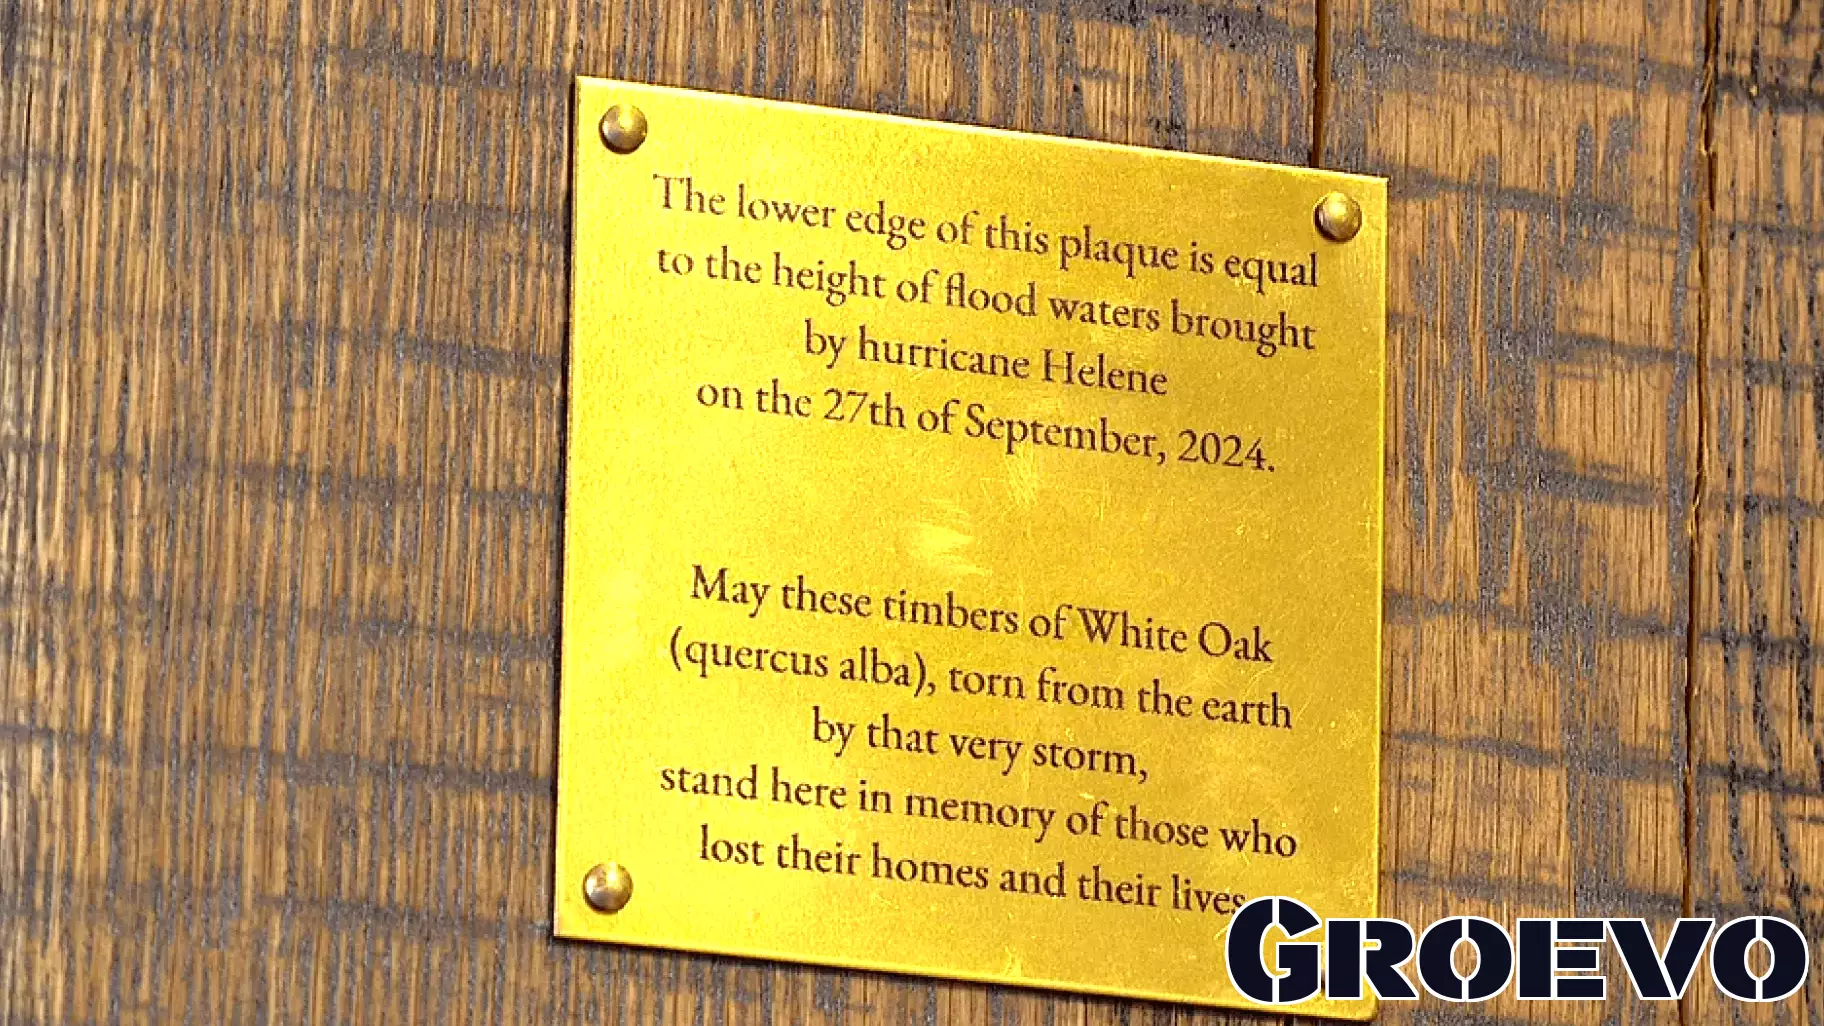 The lower edge of this plaque is equal
to the height of flood waters brought
by hurricane Helene
on the 27th of September, 2024.
May these timbers of White Oak
(quercus alba), torn from the earth
by that very storm,
stand here in memory of those who
lost their homes and their lives
GROEVO